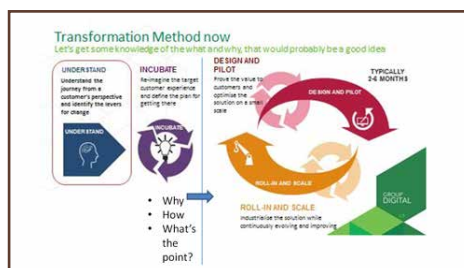 Transformation Method now
Let's get some knowledge of the what and why, that would probably be a good idea
UNDERSTAND
Understand the
journey from a
customer's perspective
and identify the levers
for change
UNDERSTAND
INCUBATE
Re-imagine the target
customer experience
and define the plan for
getting there
INCUBATE
• Why
• How
• What's
the
point?
DESIGN AND
PILOT
Prove the value to
customers and
optimise the
solution on a small
scale
DESIGN AND PILOT
TYPICALLY
2-6 MONTHS
ROLL-IN AND SCALE
ROLL-IN AND SCALE
Industrialise the solution while
continuously evolving and improving
GROUP
DIGITAL